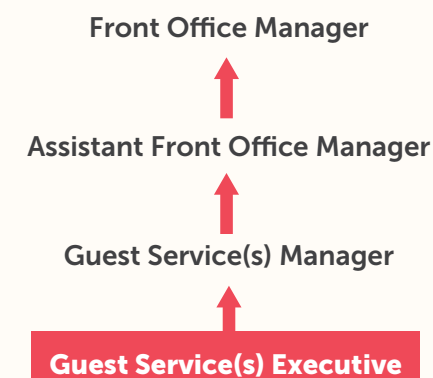 Front Office Manager
Assistant Front Office Manager
Guest Service(s) Manager
Guest Service(s) Executive